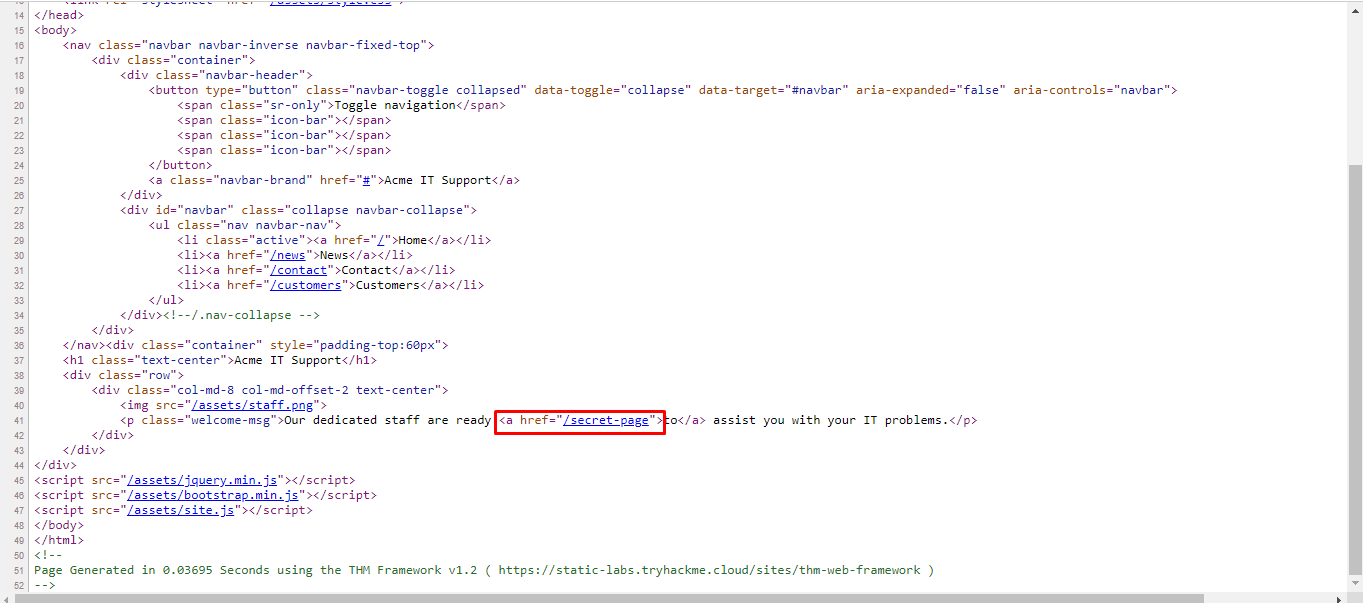 14 </head>
15 <body>
16     <nav class="navbar navbar-inverse navbar-fixed-top">
17         <div class="container">
18             <div class="navbar-header">
19                 <button type="button" class="navbar-toggle collapsed" data-toggle="collapse" data-target="#navbar" aria-expanded="false" aria-controls="navbar">
20                     <span class="sr-only">Toggle navigation</span>
21                     <span class="icon-bar"></span>
22                     <span class="icon-bar"></span>
23                     <span class="icon-bar"></span>
24                 </button>
25                 <a class="navbar-brand" href="#">Acme IT Support</a>
26             </div>
27             <div id="navbar" class="collapse navbar-collapse">
28                 <ul class="nav navbar-nav">
29                     <li class="active"><a href="/">Home</a></li>
30                     <li><a href="/news">News</a></li>
31                     <li><a href="/contact">Contact</a></li>
32                     <li><a href="/customers">Customers</a></li>
33                 </ul>
34             </div><!--/.nav-collapse -->
35         </div>
36     </nav><div class="container" style="padding-top:60px">
37     <h1 class="text-center">Acme IT Support</h1>
38     <div class="row">
39         <div class="col-md-8 col-md-offset-2 text-center">
40             <img src="/assets/staff.png">
41             <p class="welcome-msg">Our dedicated staff are ready <a href="/secret-page">to</a> assist you with your IT problems.</p>
42         </div>
43     </div>
44 </div>
45 <script src="/assets/jquery.min.js"></script>
46 <script src="/assets/bootstrap.min.js"></script>
47 <script src="/assets/site.js"></script>
48 </body>
49 </html>
50 <!--
51 Page Generated in 0.03695 Seconds using the THM Framework v1.2 ( https://static-labs.tryhackme.cloud/sites/thm-web-framework )
52 -->